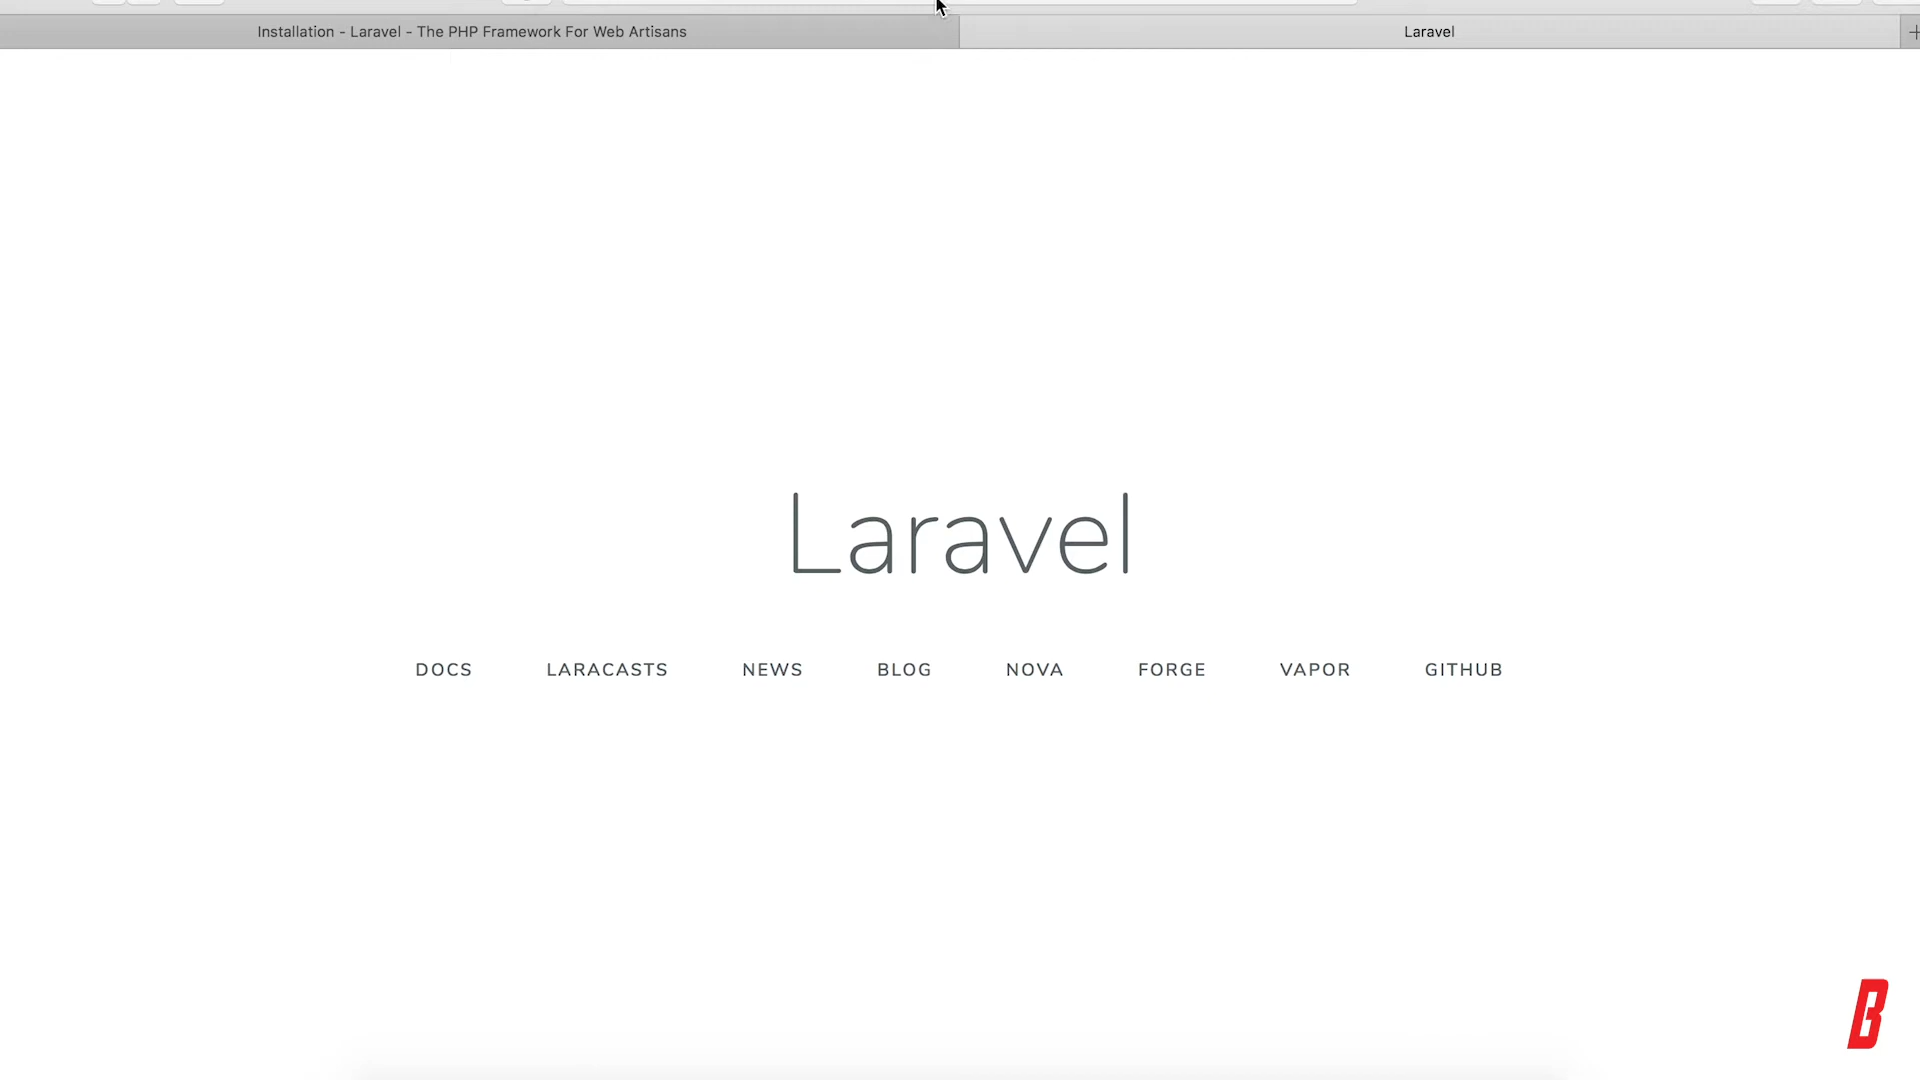 Installation - Laravel - The PHP Framework For Web Artisans
Laravel
Laravel
DOCS LARACASTS NEWS BLOG NOVA FORGE VAPOR GITHUB
B